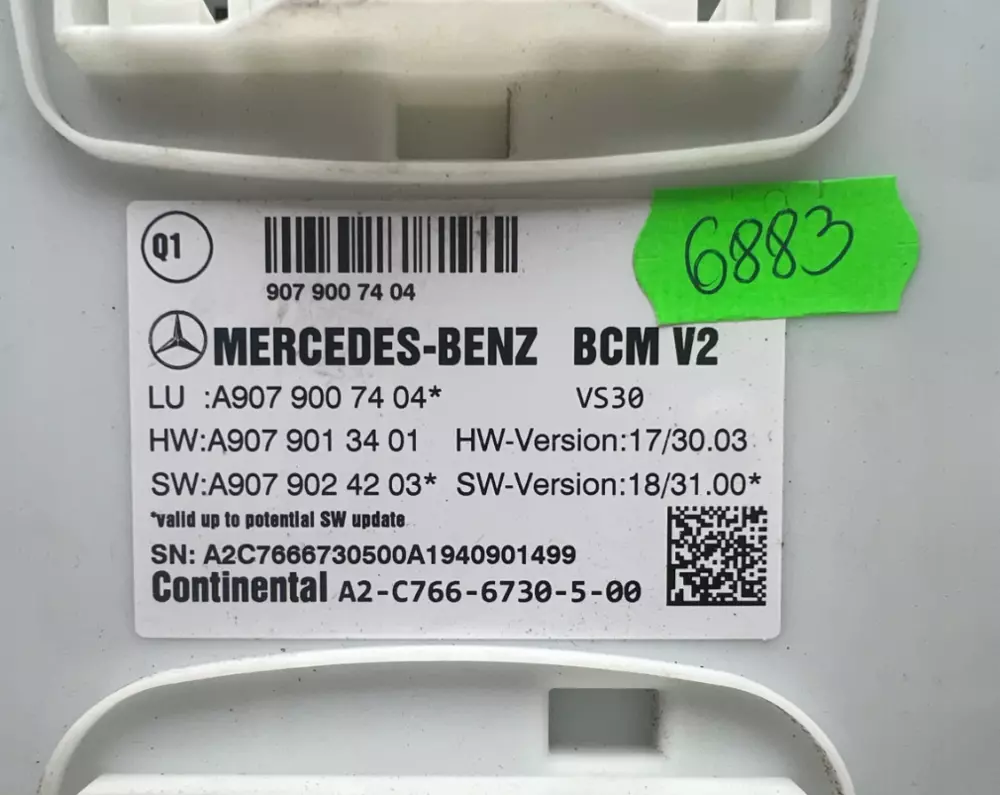 Q1
907 900 74 04
6883
MERCEDES-BENZ BCM V2
LU :A907 900 74 04* VS30
HW:A907 901 34 01 HW-Version:17/30.03
SW:A907 902 42 03* SW-Version:18/31.00*
*valid up to potential SW update
SN: A2C7666730500A1940901499
Continental A2-C766-6730-5-00